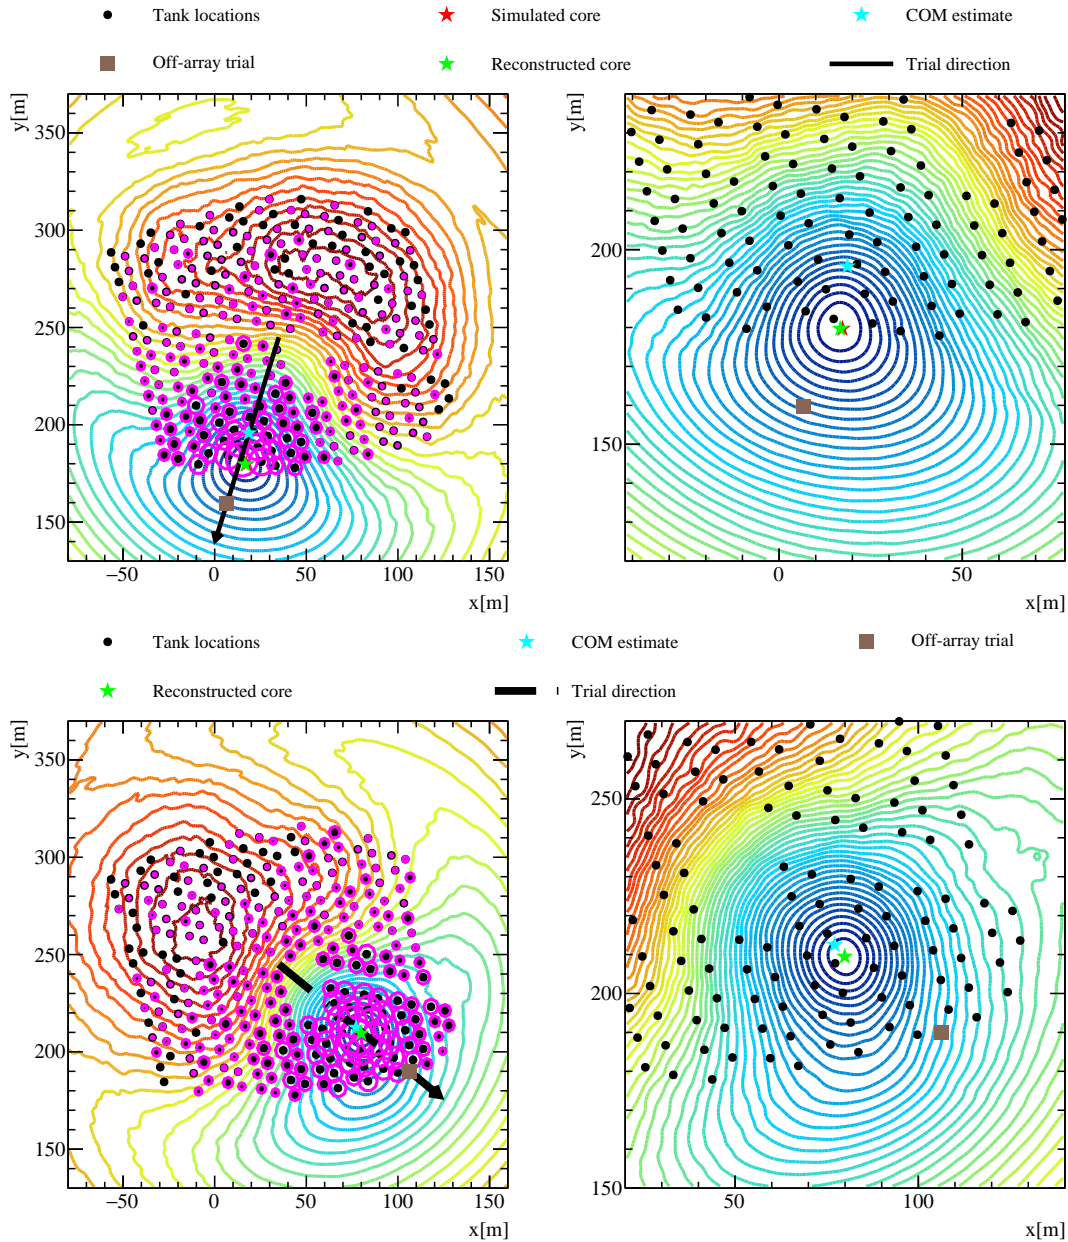 Tank locations Simulated core COM estimate
Off-array trial Reconstructed core Trial direction
y[m] 350 300 250 200 150
−50 0 50 100 150
x[m]
y[m] 200 150
0 50
x[m]
Tank locations COM estimate Off-array trial
Reconstructed core Trial direction
y[m] 350 300 250 200 150
−50 0 50 100 150
x[m]
y[m] 250 200 150
50 100
x[m]